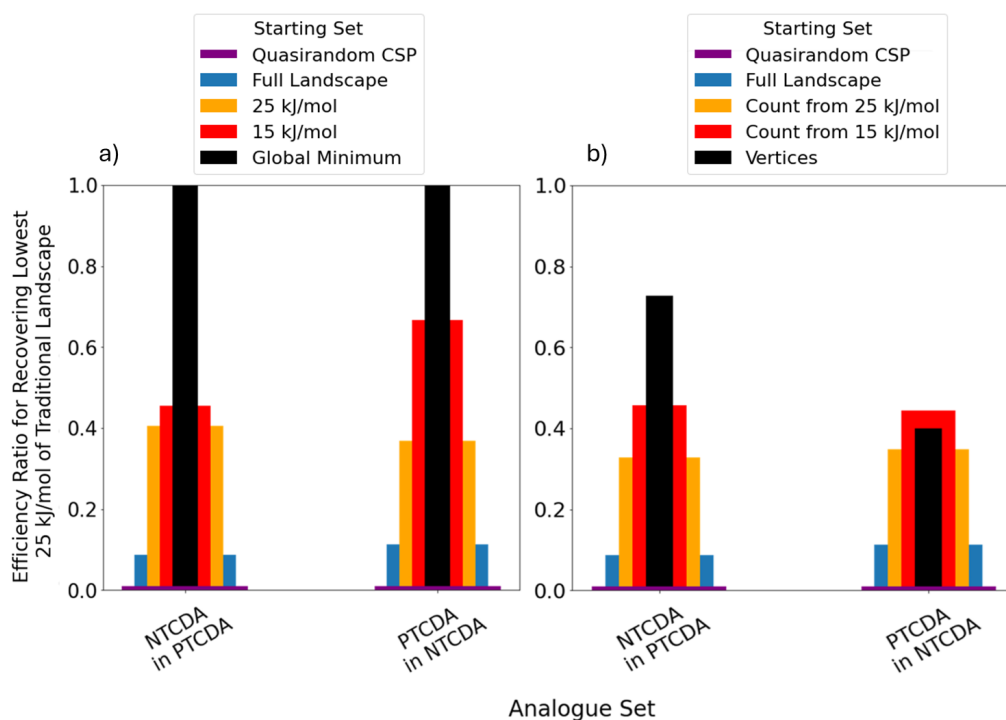 Starting Set
Quasirandom CSP
Full Landscape
25 kJ/mol
15 kJ/mol
Global Minimum
a)
Starting Set
Quasirandom CSP
Full Landscape
Count from 25 kJ/mol
Count from 15 kJ/mol
Vertices
b)
Efficiency Ratio for Recovering Lowest
25 kJ/mol of Traditional Landscape
1.0
0.8
0.6
0.4
0.2
0.0
NTCDA
in PTCDA
PTCDA
in NTCDA
1.0
0.8
0.6
0.4
0.2
0.0
NTCDA
in PTCDA
PTCDA
in NTCDA
Analogue Set